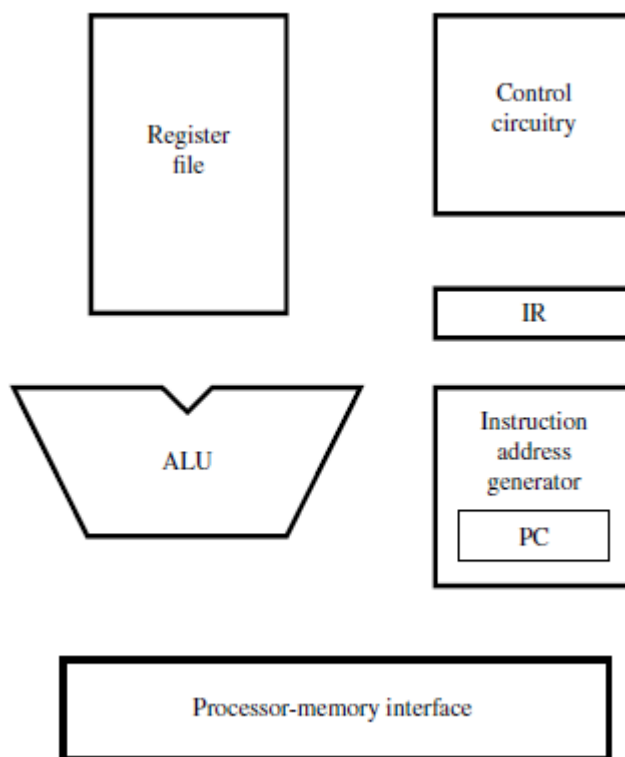 Register
file
Control
circuitry
IR
ALU
Instruction
address
generator
PC
Processor-memory interface